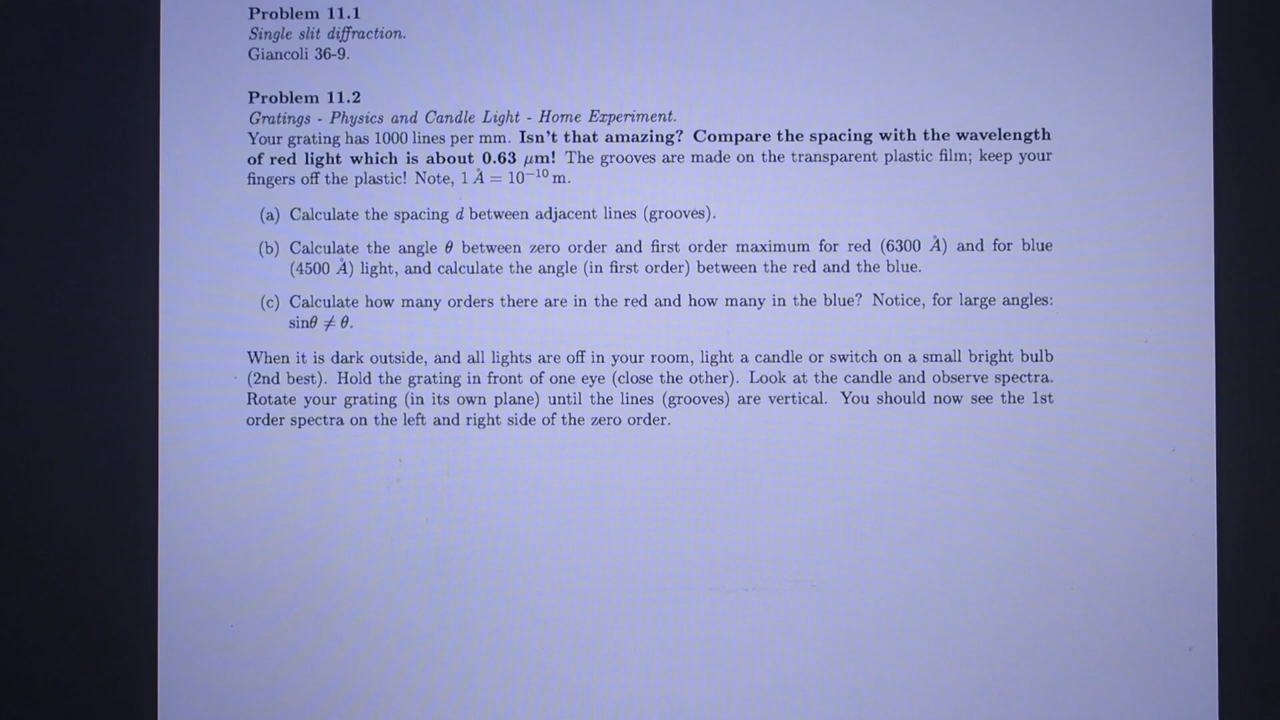 Problem 11.1
Single slit diffraction.
Giancoli 36-9.
Problem 11.2
Gratings - Physics and Candle Light - Home Experiment.
Your grating has 1000 lines per mm. Isn't that amazing? Compare the spacing with the wavelength
of red light which is about 0.63 μm! The grooves are made on the transparent plastic film; keep your
fingers off the plastic! Note, 1 Å = 10⁻¹⁰ m.
(a) Calculate the spacing d between adjacent lines (grooves).
(b) Calculate the angle θ between zero order and first order maximum for red (6300 Å) and for blue
(4500 Å) light, and calculate the angle (in first order) between the red and the blue.
(c) Calculate how many orders there are in the red and how many in the blue? Notice, for large angles:
sinθ ≠ θ.
When it is dark outside, and all lights are off in your room, light a candle or switch on a small bright bulb
(2nd best). Hold the grating in front of one eye (close the other). Look at the candle and observe spectra.
Rotate your grating (in its own plane) until the lines (grooves) are vertical. You should now see the 1st
order spectra on the left and right side of the zero order.